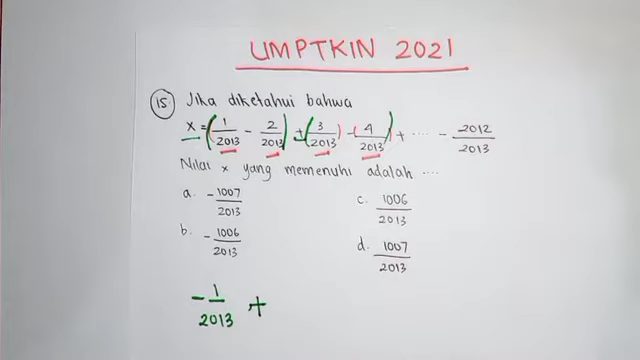 UMPTKIN 2021
15. Jika diketahui bahwa
x = (1/2013 - 2/2013) + (3/2013 - 4/2013) + .... - 2012/2013
Nilai x yang memenuhi adalah ....
a. -1007/2013 c. 1006/2013
b. -1006/2013 d. 1007/2013
-1/2013 +